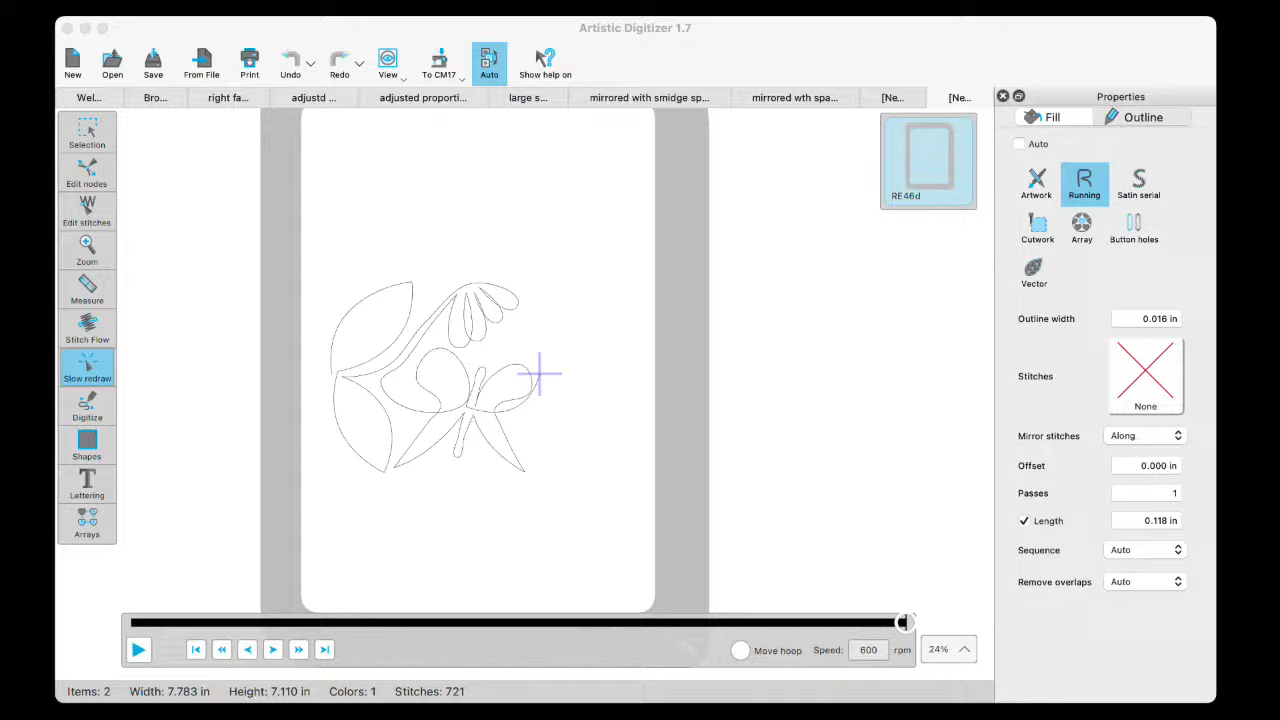 Artistic Digitizer 1.7
New Open Save From File Print Undo Redo View To CM17 Auto Show help on
Wel... Bro... right fa... adjustd ... adjusted proporti... large s... mirrored with smidge sp... mirrored wth spa... [Ne... [Ne...
Properties
Fill Outline
Auto
Selection
Edit nodes
Edit stitches
Zoom
Measure
Stitch Flow
Slow redraw
Digitize
Shapes
Lettering
Arrays
RE46d
Artwork Running Satin serial
Cutwork Array Button holes
Vector
Outline width 0.016 in
Stitches
None
Mirror stitches Along
Offset 0.000 in
Passes 1
Length 0.118 in
Sequence Auto
Remove overlaps Auto
Move hoop Speed: 600 rpm 24%
Items: 2 Width: 7.783 in Height: 7.110 in Colors: 1 Stitches: 721